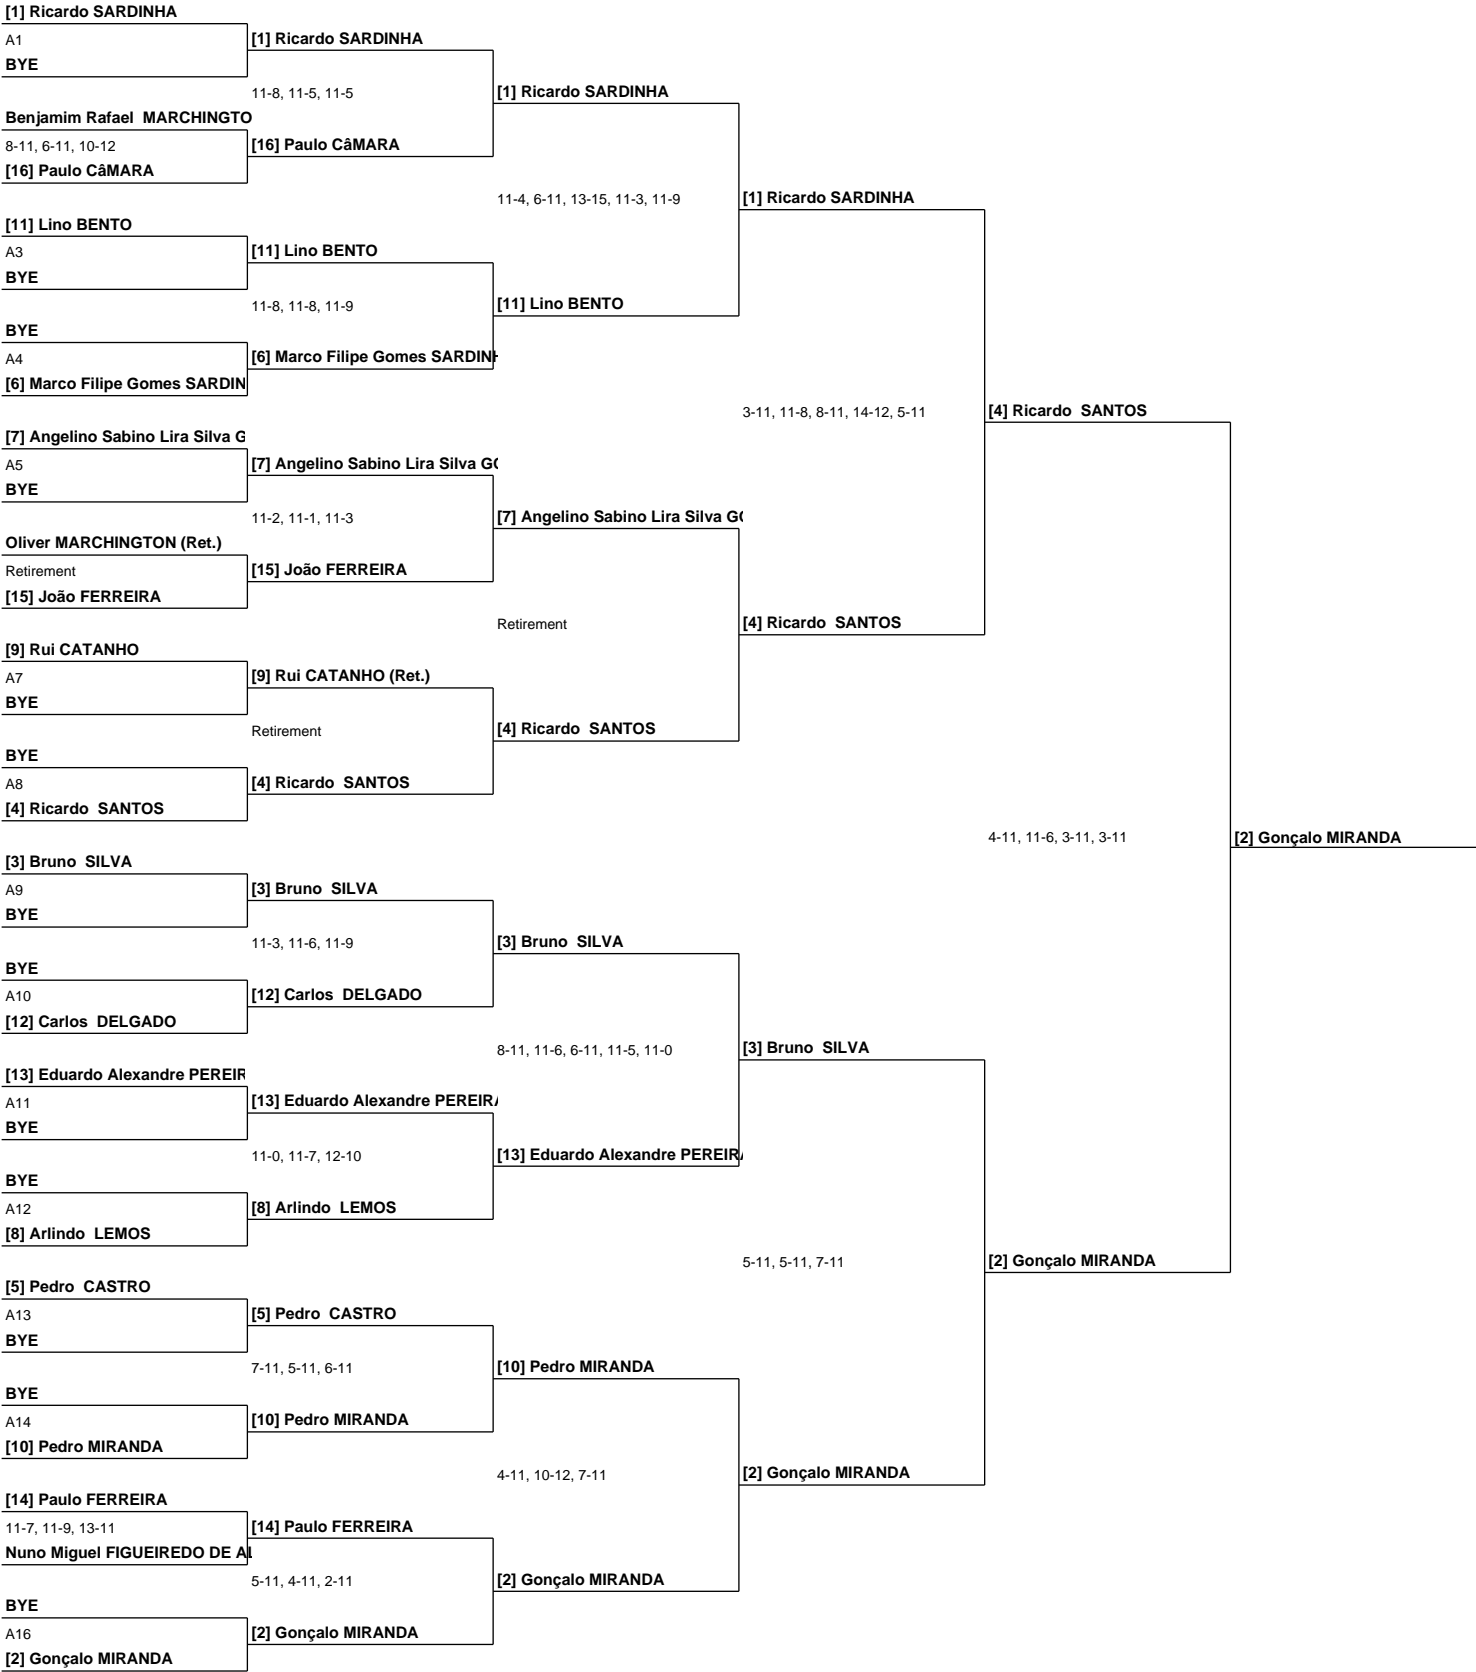 [1] Ricardo SARDINHA
A1
[1] Ricardo SARDINHA
BYE
11-8, 11-5, 11-5
[1] Ricardo SARDINHA
Benjamim Rafael MARCHINGTO
8-11, 6-11, 10-12
[16] Paulo CâMARA
[16] Paulo CâMARA
11-4, 6-11, 13-15, 11-3, 11-9
[1] Ricardo SARDINHA
[11] Lino BENTO
A3
[11] Lino BENTO
BYE
11-8, 11-8, 11-9
[11] Lino BENTO
BYE
A4
[6] Marco Filipe Gomes SARDINH
[6] Marco Filipe Gomes SARDIN
3-11, 11-8, 8-11, 14-12, 5-11
[4] Ricardo SANTOS
[7] Angelino Sabino Lira Silva G
A5
[7] Angelino Sabino Lira Silva GO
BYE
11-2, 11-1, 11-3
[7] Angelino Sabino Lira Silva GO
Oliver MARCHINGTON (Ret.)
Retirement
[15] João FERREIRA
[15] João FERREIRA
Retirement
[4] Ricardo SANTOS
[9] Rui CATANHO
A7
[9] Rui CATANHO (Ret.)
BYE
Retirement
[4] Ricardo SANTOS
BYE
A8
[4] Ricardo SANTOS
[4] Ricardo SANTOS
4-11, 11-6, 3-11, 3-11
[2] Gonçalo MIRANDA
[3] Bruno SILVA
A9
[3] Bruno SILVA
BYE
11-3, 11-6, 11-9
[3] Bruno SILVA
BYE
A10
[12] Carlos DELGADO
[12] Carlos DELGADO
8-11, 11-6, 6-11, 11-5, 11-0
[3] Bruno SILVA
[13] Eduardo Alexandre PEREIR
A11
[13] Eduardo Alexandre PEREIRA
BYE
11-0, 11-7, 12-10
[13] Eduardo Alexandre PEREIRA
BYE
A12
[8] Arlindo LEMOS
[8] Arlindo LEMOS
5-11, 5-11, 7-11
[2] Gonçalo MIRANDA
[5] Pedro CASTRO
A13
[5] Pedro CASTRO
BYE
7-11, 5-11, 6-11
[10] Pedro MIRANDA
BYE
A14
[10] Pedro MIRANDA
[10] Pedro MIRANDA
4-11, 10-12, 7-11
[2] Gonçalo MIRANDA
[14] Paulo FERREIRA
11-7, 11-9, 13-11
[14] Paulo FERREIRA
Nuno Miguel FIGUEIREDO DE AL
5-11, 4-11, 2-11
[2] Gonçalo MIRANDA
BYE
A16
[2] Gonçalo MIRANDA
[2] Gonçalo MIRANDA